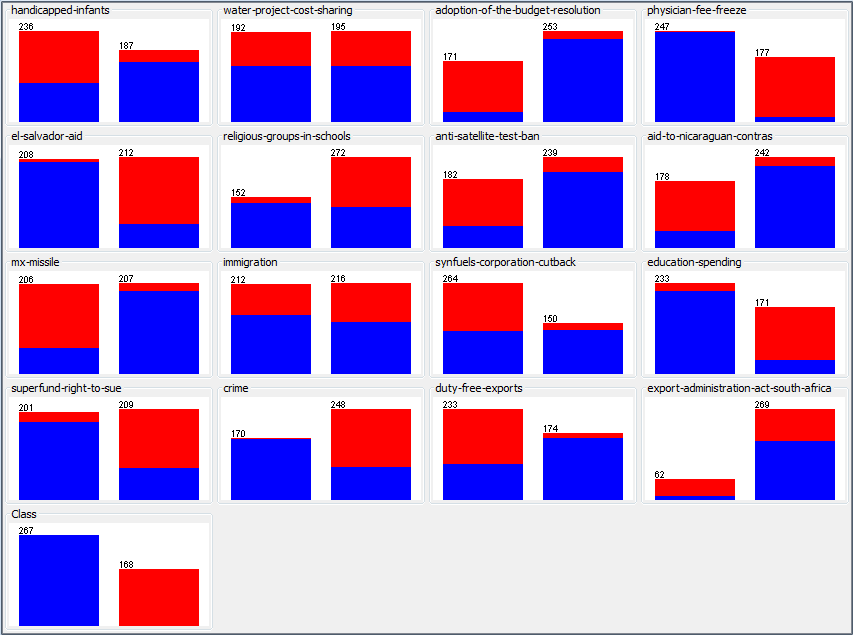 handicapped-infants
236
187
water-project-cost-sharing
192
195
adoption-of-the-budget-resolution
171
253
physician-fee-freeze
247
177
el-salvador-aid
208
212
religious-groups-in-schools
152
272
anti-satellite-test-ban
182
239
aid-to-nicaraguan-contras
178
242
mx-missile
206
207
immigration
212
216
synfuels-corporation-cutback
264
150
education-spending
233
171
superfund-right-to-sue
201
209
crime
170
248
duty-free-exports
233
174
export-administration-act-south-africa
62
269
Class
267
168